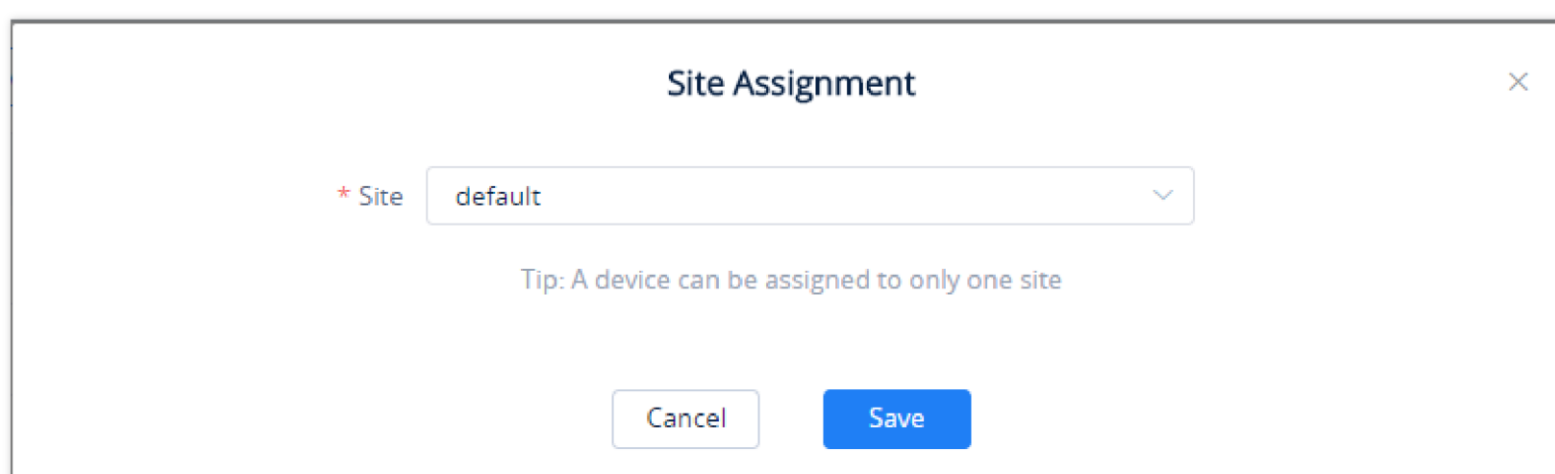 Site Assignment
* Site default
Tip: A device can be assigned to only one site
Cancel Save